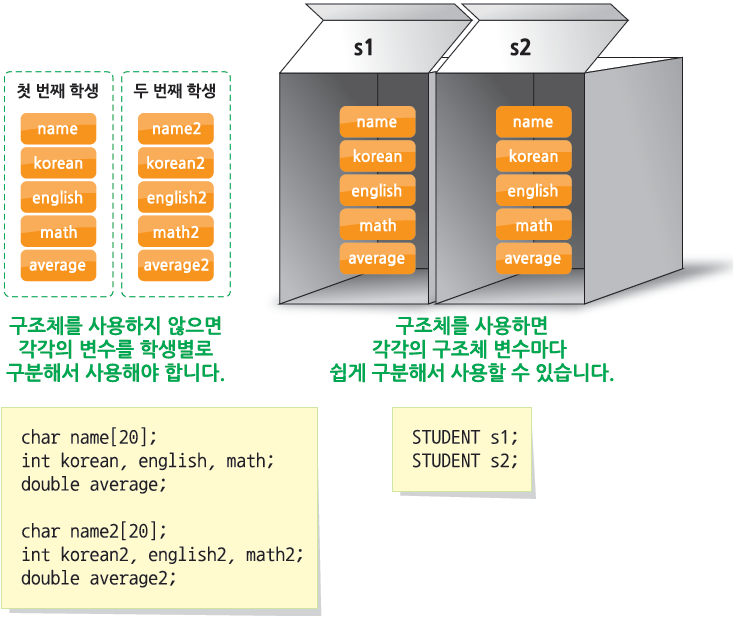 첫 번째 학생
name
korean
english
math
average
두 번째 학생
name2
korean2
english2
math2
average2
s1
name
korean
english
math
average
s2
name
korean
english
math
average
구조체를 사용하지 않으면
각각의 변수를 학생별로
구분해서 사용해야 합니다.
구조체를 사용하면
각각의 구조체 변수마다
쉽게 구분해서 사용할 수 있습니다.
char name[20];
int korean, english, math;
double average;
char name2[20];
int korean2, english2, math2;
double average2;
STUDENT s1;
STUDENT s2;